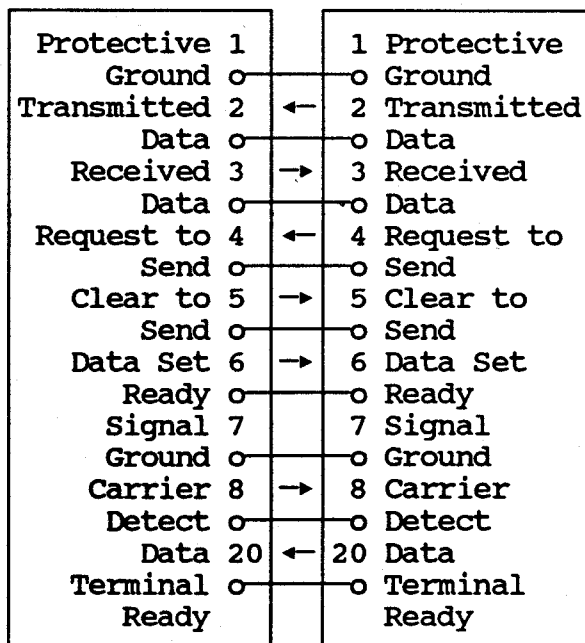 Protective 1 1 Protective
Ground Ground
Transmitted 2 ← 2 Transmitted
Data Data
Received 3 → 3 Received
Data Data
Request to 4 ← 4 Request to
Send Send
Clear to 5 → 5 Clear to
Send Send
Data Set 6 → 6 Data Set
Ready Ready
Signal 7 7 Signal
Ground Ground
Carrier 8 → 8 Carrier
Detect Detect
Data 20 ← 20 Data
Terminal Terminal
Ready Ready